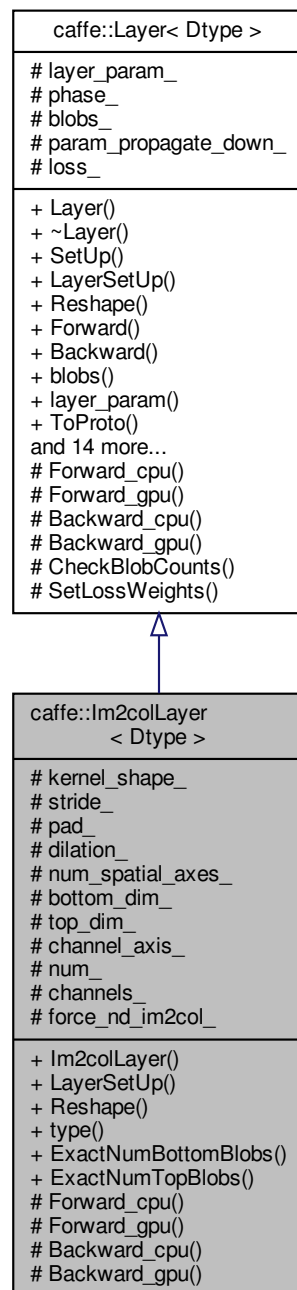 caffe::Layer< Dtype >
# layer_param_
# phase_
# blobs_
# param_propagate_down_
# loss_
+ Layer()
+ ~Layer()
+ SetUp()
+ LayerSetUp()
+ Reshape()
+ Forward()
+ Backward()
+ blobs()
+ layer_param()
+ ToProto()
and 14 more...
# Forward_cpu()
# Forward_gpu()
# Backward_cpu()
# Backward_gpu()
# CheckBlobCounts()
# SetLossWeights()
caffe::Im2colLayer
< Dtype >
# kernel_shape_
# stride_
# pad_
# dilation_
# num_spatial_axes_
# bottom_dim_
# top_dim_
# channel_axis_
# num_
# channels_
# force_nd_im2col_
+ Im2colLayer()
+ LayerSetUp()
+ Reshape()
+ type()
+ ExactNumBottomBlobs()
+ ExactNumTopBlobs()
# Forward_cpu()
# Forward_gpu()
# Backward_cpu()
# Backward_gpu()